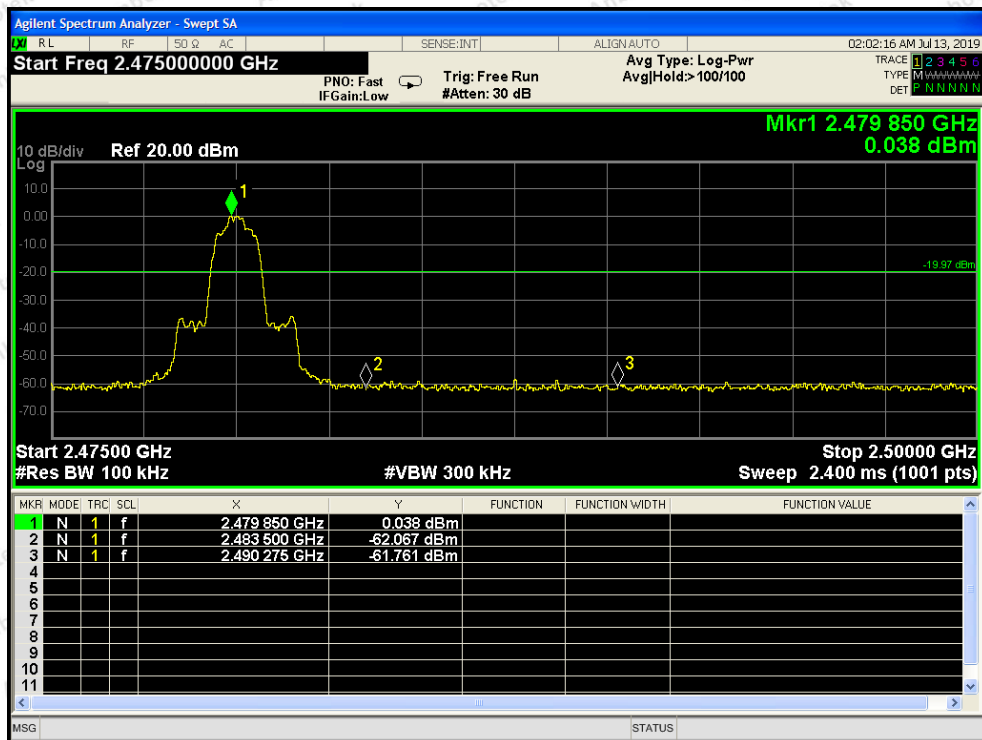 Agilent Spectrum Analyzer - Swept SA
LXI RL RF 50 Ω AC SENSE:INT ALIGNAUTO 02:02:16 AM Jul 13, 2019
Start Freq 2.475000000 GHz
PNO: Fast
IFGain:Low
Trig: Free Run
#Atten: 30 dB
Avg Type: Log-Pwr
Avg|Hold:>100/100
TRACE 1 2 3 4 5 6
TYPE M W W W W W
DET P N N N N N
Mkr1 2.479 850 GHz
0.038 dBm
10 dB/div Ref 20.00 dBm
Log
10.0
0.00
-10.0
-20.0
-30.0
-40.0
-50.0
-60.0
-70.0
1
-19.97 dBm
2
3
Start 2.47500 GHz Stop 2.50000 GHz
#Res BW 100 kHz #VBW 300 kHz Sweep 2.400 ms (1001 pts)
MKR MODE TRC SCL X Y FUNCTION FUNCTION WIDTH FUNCTION VALUE
1 N 1 f 2.479 850 GHz 0.038 dBm
2 N 1 f 2.483 500 GHz -62.067 dBm
3 N 1 f 2.490 275 GHz -61.761 dBm
4
5
6
7
8
9
10
11
MSG STATUS